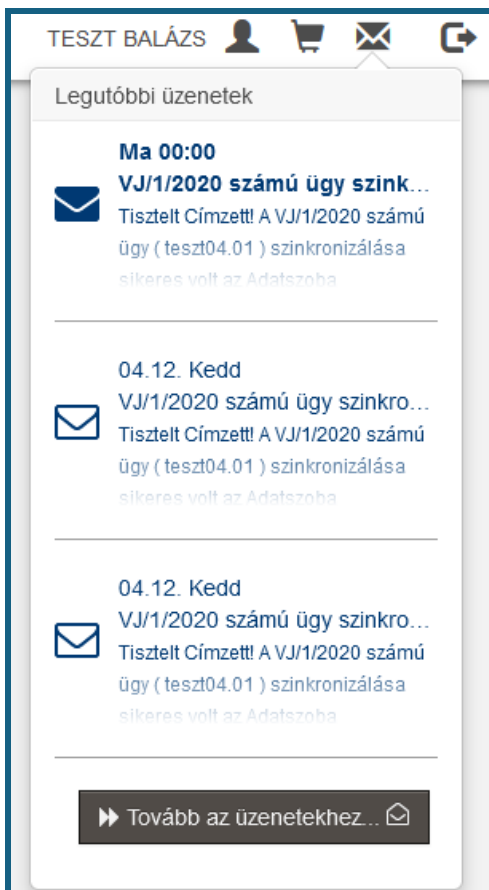 TESZT BALÁZS
Legutóbbi üzenetek
Ma 00:00
VJ/1/2020 számú ügy szink...
Tisztelt Címzett! A VJ/1/2020 számú
ügy ( teszt04.01 ) szinkronizálása
sikeres volt az Adatszoba
04.12. Kedd
VJ/1/2020 számú ügy szinkro...
Tisztelt Címzett! A VJ/1/2020 számú
ügy ( teszt04.01 ) szinkronizálása
sikeres volt az Adatszoba
04.12. Kedd
VJ/1/2020 számú ügy szinkro...
Tisztelt Címzett! A VJ/1/2020 számú
ügy ( teszt04.01 ) szinkronizálása
sikeres volt az Adatszoba
Tovább az üzenetekhez...